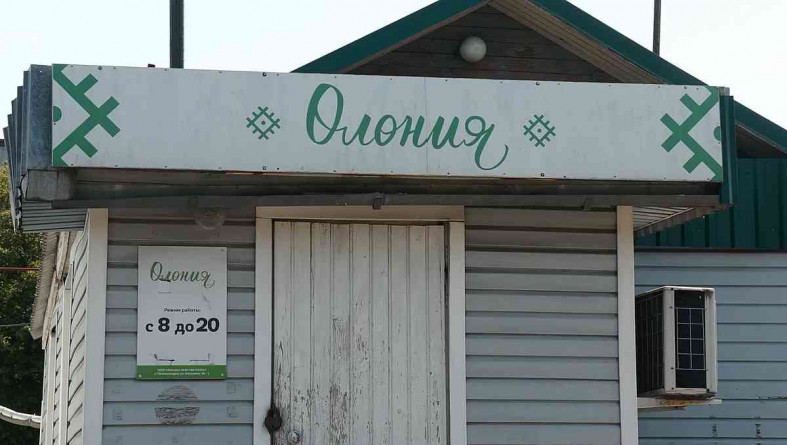 Олония
Олония
Режим работы:
с 8 до 20